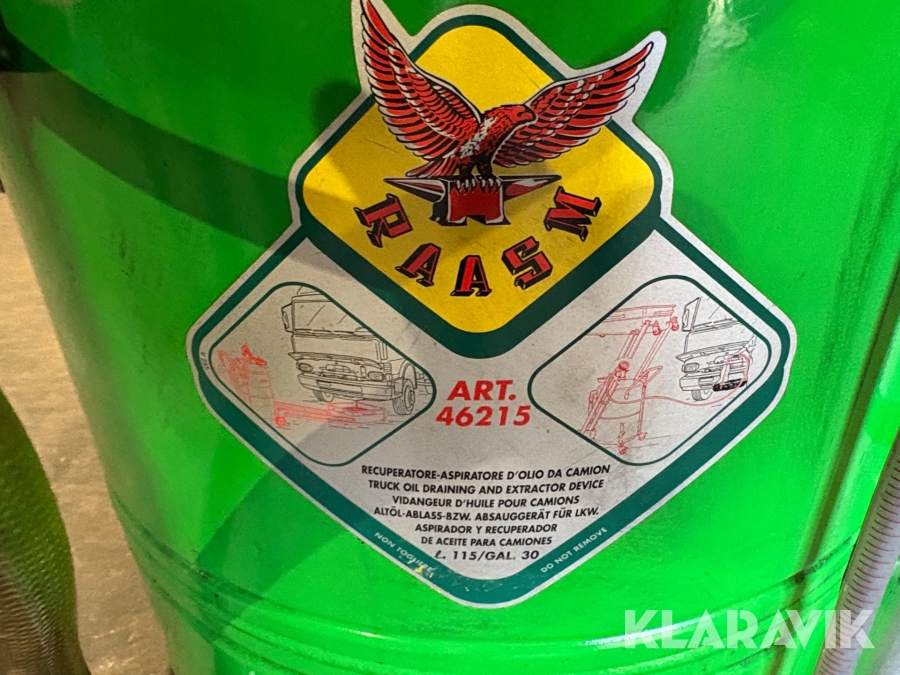 RAASM
ART.
46215
RECUPERATORE-ASPIRATORE D'OLIO DA CAMION
TRUCK OIL DRAINING AND EXTRACTOR DEVICE
VIDANGEUR D'HUILE POUR CAMIONS
ALTÖL-ABLASS-BZW. ABSAUGGERÄT FÜR LKW.
ASPIRADOR Y RECUPERADOR
DE ACEITE PARA CAMIONES
ℓ. 115/GAL. 30
NON
DO NOT REMOVE
KLARAVIK